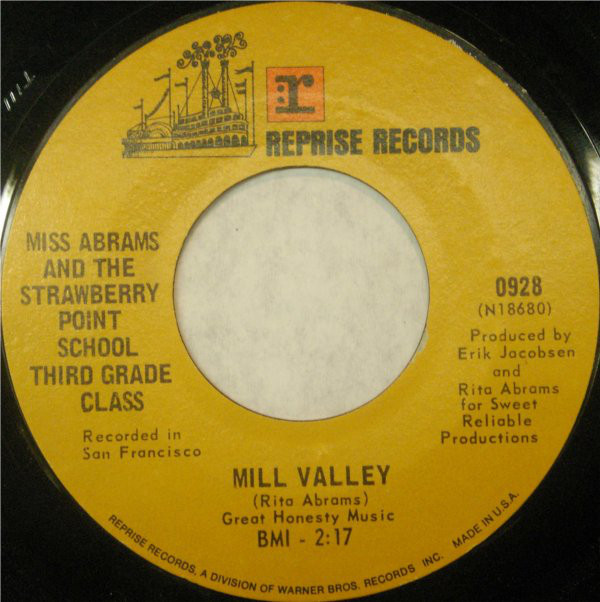 r
REPRISE RECORDS
MISS ABRAMS
AND THE
STRAWBERRY
POINT
SCHOOL
THIRD GRADE
CLASS
Recorded in
San Francisco
0928
(N18680)
Produced by
Erik Jacobsen
and
Rita Abrams
for Sweet
Reliable
Productions
MILL VALLEY
(Rita Abrams)
Great Honesty Music
BMI - 2:17
REPRISE RECORDS, A DIVISION OF WARNER BROS. RECORDS INC. MADE IN U.S.A.